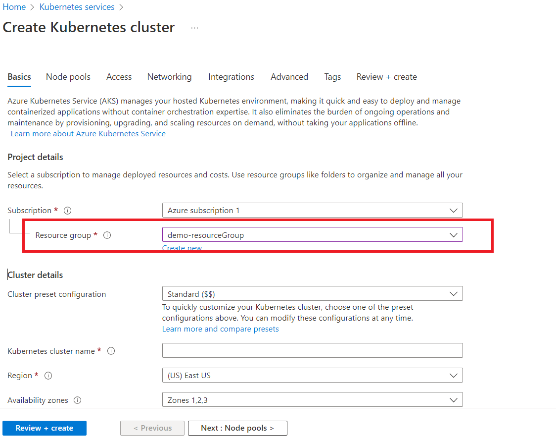 Home > Kubernetes services >
Create Kubernetes cluster ...
Basics Node pools Access Networking Integrations Advanced Tags Review + create
Azure Kubernetes Service (AKS) manages your hosted Kubernetes environment, making it quick and easy to deploy and manage
containerized applications without container orchestration expertise. It also eliminates the burden of ongoing operations and
maintenance by provisioning, upgrading, and scaling resources on demand, without taking your applications offline.
Learn more about Azure Kubernetes Service
Project details
Select a subscription to manage deployed resources and costs. Use resource groups like folders to organize and manage all your
resources.
Subscription * Azure subscription 1
Resource group * demo-resourceGroup
Create new
Cluster details
Cluster preset configuration Standard ($$)
To quickly customize your Kubernetes cluster, choose one of the preset
configurations above. You can modify these configurations at any time.
Learn more and compare presets
Kubernetes cluster name *
Region * (US) East US
Availability zones Zones 1,2,3
Review + create < Previous Next : Node pools >